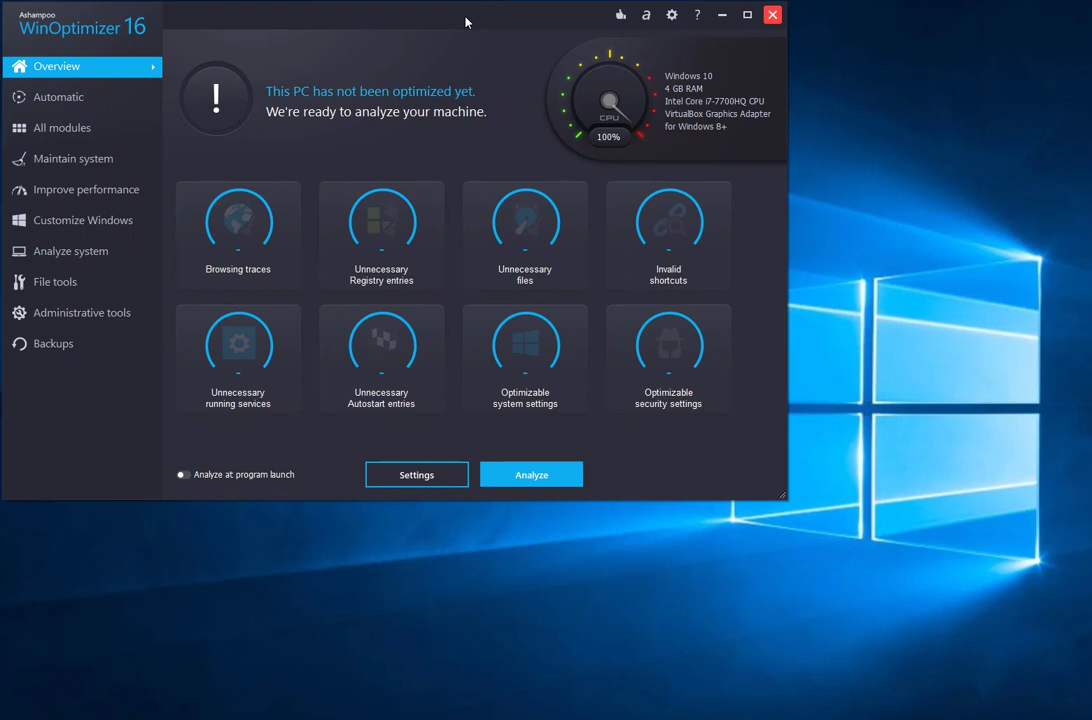 Ashampoo
WinOptimizer 16
a
?
Overview
Automatic
All modules
Maintain system
Improve performance
Customize Windows
Analyze system
File tools
Administrative tools
Backups
!
This PC has not been optimized yet.
We're ready to analyze your machine.
CPU
100%
Windows 10
4 GB RAM
Intel Core i7-7700HQ CPU
VirtualBox Graphics Adapter
for Windows 8+
Browsing traces
Unnecessary
Registry entries
Unnecessary
files
Invalid
shortcuts
Unnecessary
running services
Unnecessary
Autostart entries
Optimizable
system settings
Optimizable
security settings
Analyze at program launch
Settings
Analyze